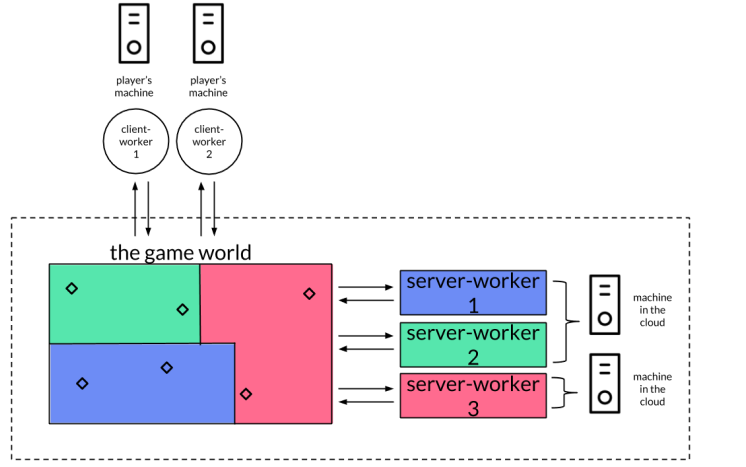 player's
machine
player's
machine
client-
worker
1
client-
worker
2
the game world
server-worker
1
server-worker
2
server-worker
3
machine
in the
cloud
machine
in the
cloud